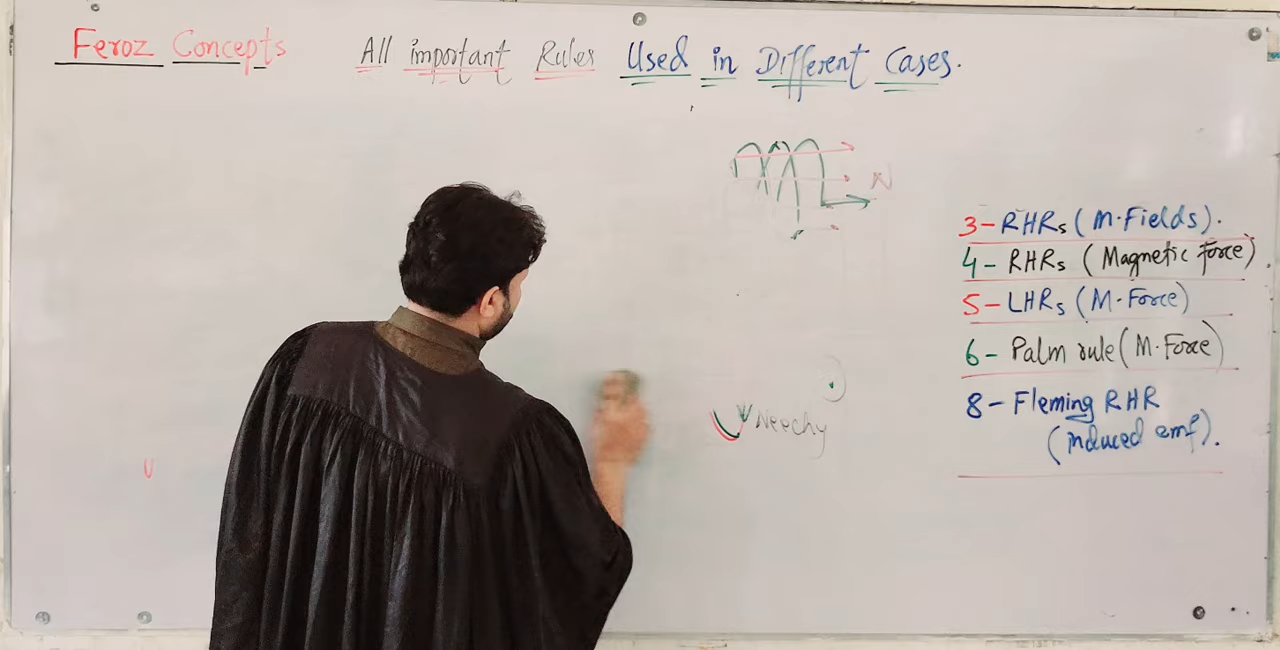 Feroz Concepts All important Rules Used in Different Cases.
N
3- RHRs (M.Fields).
4- RHRs (Magnetic force)
5- LHRs (M.Force)
6- Palm rule (M.Force)
Neechy
8- Fleming RHR
(induced emf).
U